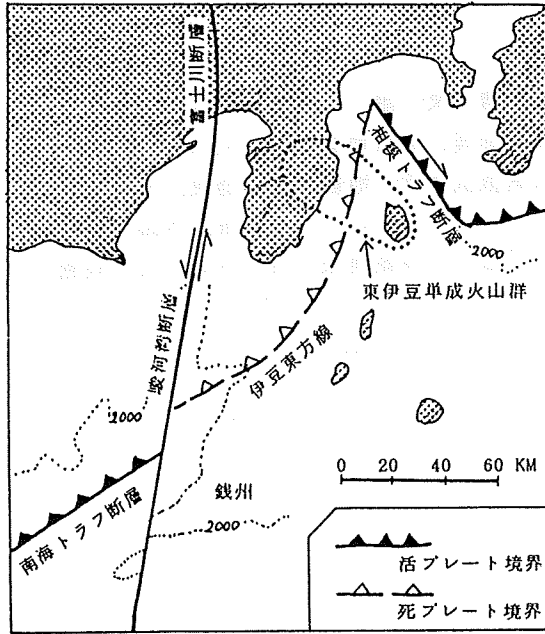 富士川断層
相模トラフ断層
2000
東伊豆単成火山群
駿河湾断層
伊豆東方線
2000
0 20 40 60 KM
銭州
2000
南海トラフ断層
活プレート境界
死プレート境界